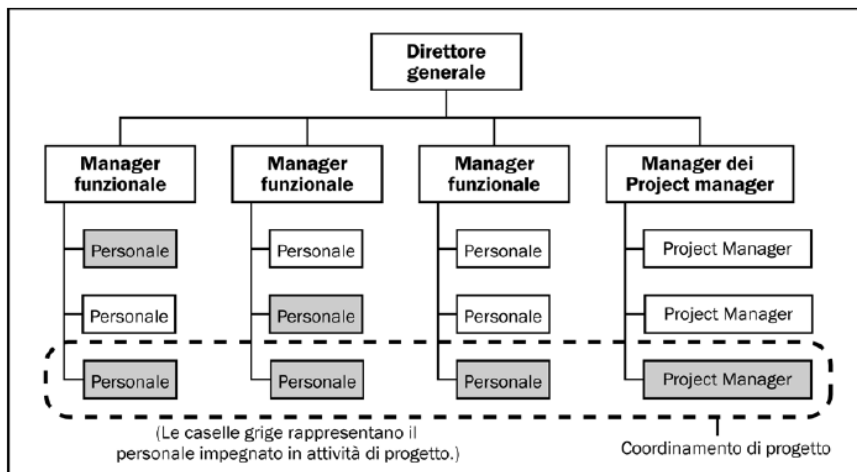 Direttore
generale
Manager
funzionale
Manager
funzionale
Manager
funzionale
Manager dei
Project manager
Personale
Personale
Personale
Project Manager
Personale
Personale
Personale
Project Manager
Personale
Personale
Personale
Project Manager
(Le caselle grige rappresentano il
personale impegnato in attività di progetto.)
Coordinamento di progetto